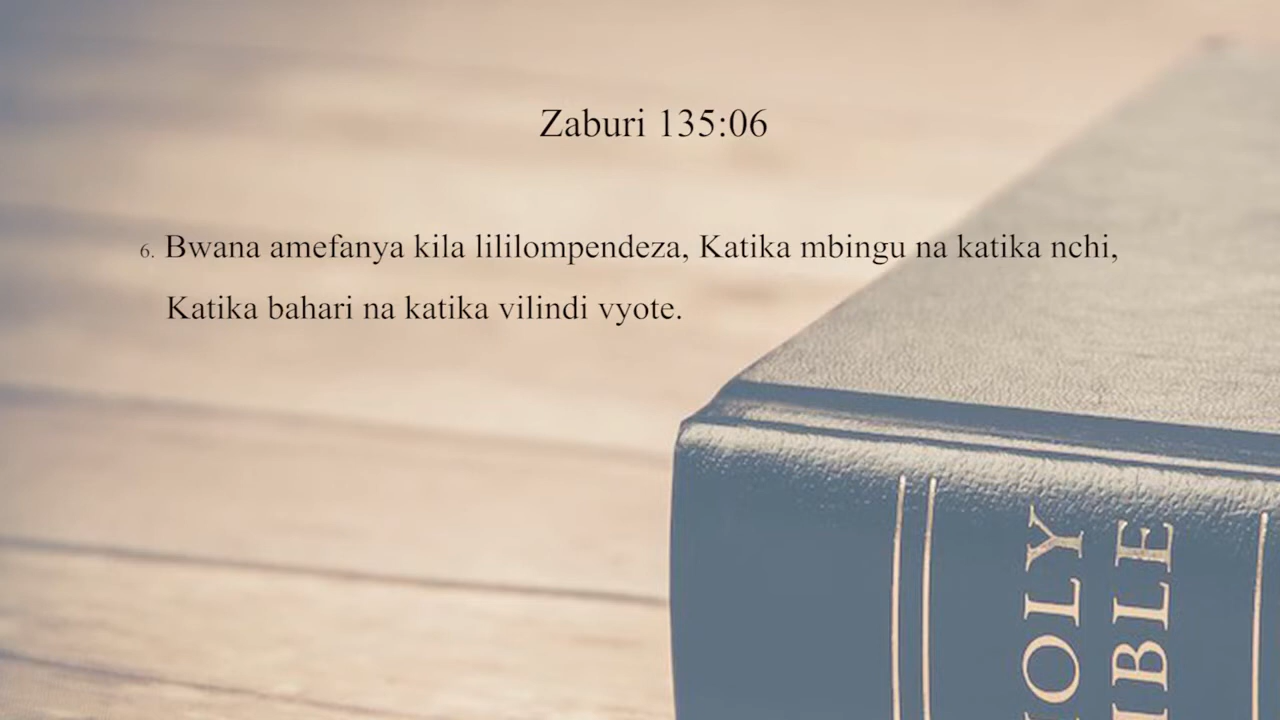 Zaburi 135:06
6. Bwana amefanya kila lililompendeza, Katika mbingu na katika nchi,
Katika bahari na katika vilindi vyote.
OLY
IBLE